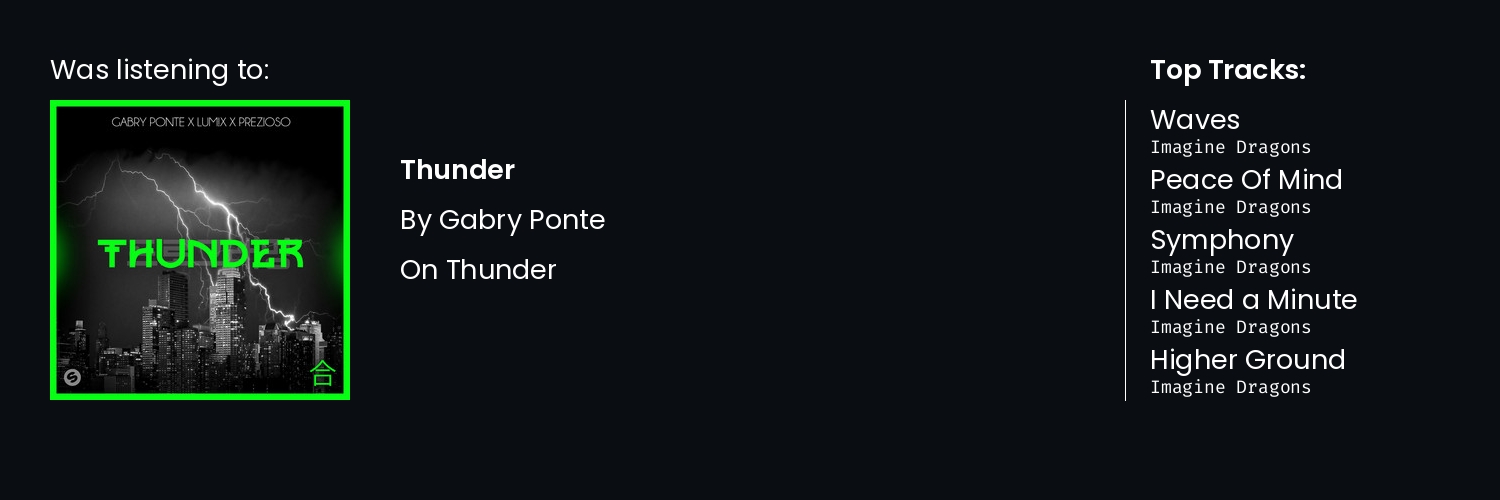 Was listening to:
GABRY PONTE X LUMIX X PREZIOSO
THUNDER
合
Thunder
By Gabry Ponte
On Thunder
Top Tracks:
Waves
Imagine Dragons
Peace Of Mind
Imagine Dragons
Symphony
Imagine Dragons
I Need a Minute
Imagine Dragons
Higher Ground
Imagine Dragons